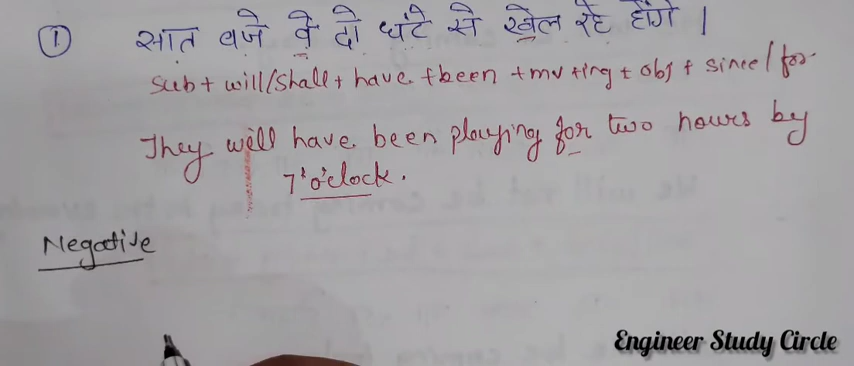 ① सात बजे वे दो घंटे से खेल रहे होंगे ।
Sub + will/shall + have + been + mv + ing + obj + since/for
They will have been playing for two hours by
7'o'clock.
Negative
Engineer Study Circle